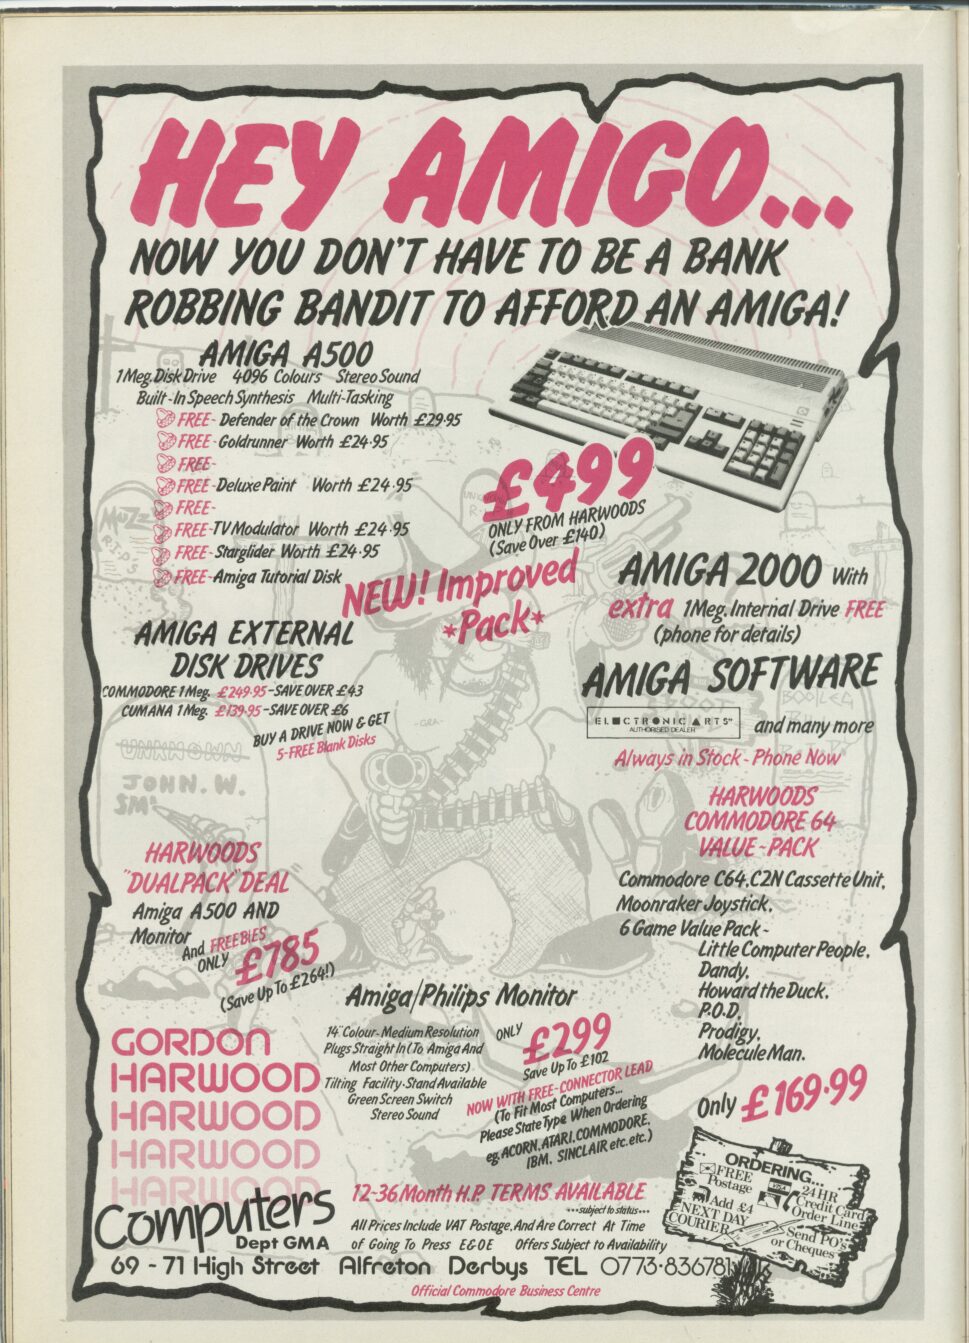 HEY AMIGO...
NOW YOU DON'T HAVE TO BE A BANK
ROBBING BANDIT TO AFFORD AN AMIGA!
AMIGA A500
1Meg.Disk Drive 4096 Colours Stereo Sound
Built-In Speech Synthesis Multi-Tasking
FREE- Defender of the Crown Worth £29.95
FREE- Goldrunner Worth £24.95
FREE-
FREE- Deluxe Paint Worth £24.95
FREE-
FREE- TV Modulator Worth £24.95
FREE- Starglider Worth £24.95
FREE- Amiga Tutorial Disk
£499
ONLY FROM HARWOODS
(Save Over £140)
NEW! Improved
*Pack*
AMIGA 2000 With
extra 1Meg. Internal Drive FREE
(phone for details)
AMIGA EXTERNAL
DISK DRIVES
COMMODORE 1Meg. £249.95-SAVE OVER £43
CUMANA 1Meg. £139.95-SAVE OVER £6
BUY A DRIVE NOW & GET
5-FREE Blank Disks
AMIGA SOFTWARE
ELECTRONIC ARTS™
AUTHORISED DEALER
and many more
Always in Stock - Phone Now
MUZZ
R.I.P.
UNKNOWN
JOHN. W.
SM
BOOTLEG
-GRA-
HARWOODS
COMMODORE 64
VALUE-PACK
Commodore C64, C2N Cassette Unit,
Moonraker Joystick,
6 Game Value Pack -
Little Computer People,
Dandy,
Howard the Duck,
P.O.D,
Prodigy,
Molecule Man.
Only £169.99
HARWOODS
"DUALPACK" DEAL
Amiga A500 AND
Monitor
And FREEBIES
ONLY £785
(Save Up To £264!)
Amiga/Philips Monitor
14" Colour-Medium Resolution
Plugs Straight In (To Amiga And
Most Other Computers)
Tilting Facility-Stand Available
Green Screen Switch
Stereo Sound
ONLY £299
Save Up To £102
NOW WITH FREE-CONNECTOR LEAD
(To Fit Most Computers...
Please State Type When Ordering
eg. ACORN, ATARI, COMMODORE,
IBM, SINCLAIR etc. etc.)
GORDON
HARWOOD
HARWOOD
HARWOOD
HARWOOD
Computers
Dept GMA
12-36 Month H.P. TERMS AVAILABLE
...subject to status...
All Prices Include VAT Postage, And Are Correct At Time
of Going To Press E&OE Offers Subject to Availability
ORDERING...
FREE
Postage
Add £4
NEXT DAY
COURIER
VISA
24HR
Credit Card
Order Line
Send PO's
or Cheques
69 - 71 High Street Alfreton Derbys TEL 0773·836781
Official Commodore Business Centre